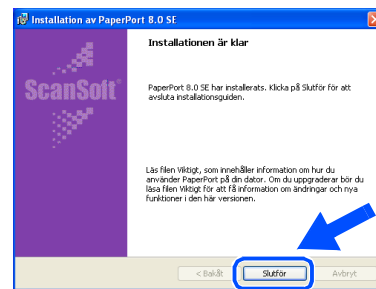 Installation av PaperPort 8.0 SE
ScanSoft®
Installationen är klar
PaperPort 8.0 SE har installerats. Klicka på Slutför för att
avsluta installationsguiden.
Läs filen Viktigt, som innehåller information om hur du
använder PaperPort på din dator. Om du uppgraderar bör du
läsa filen Viktigt för att få information om ändringar och nya
funktioner i den här versionen.
< Bakåt
Slutför
Avbryt